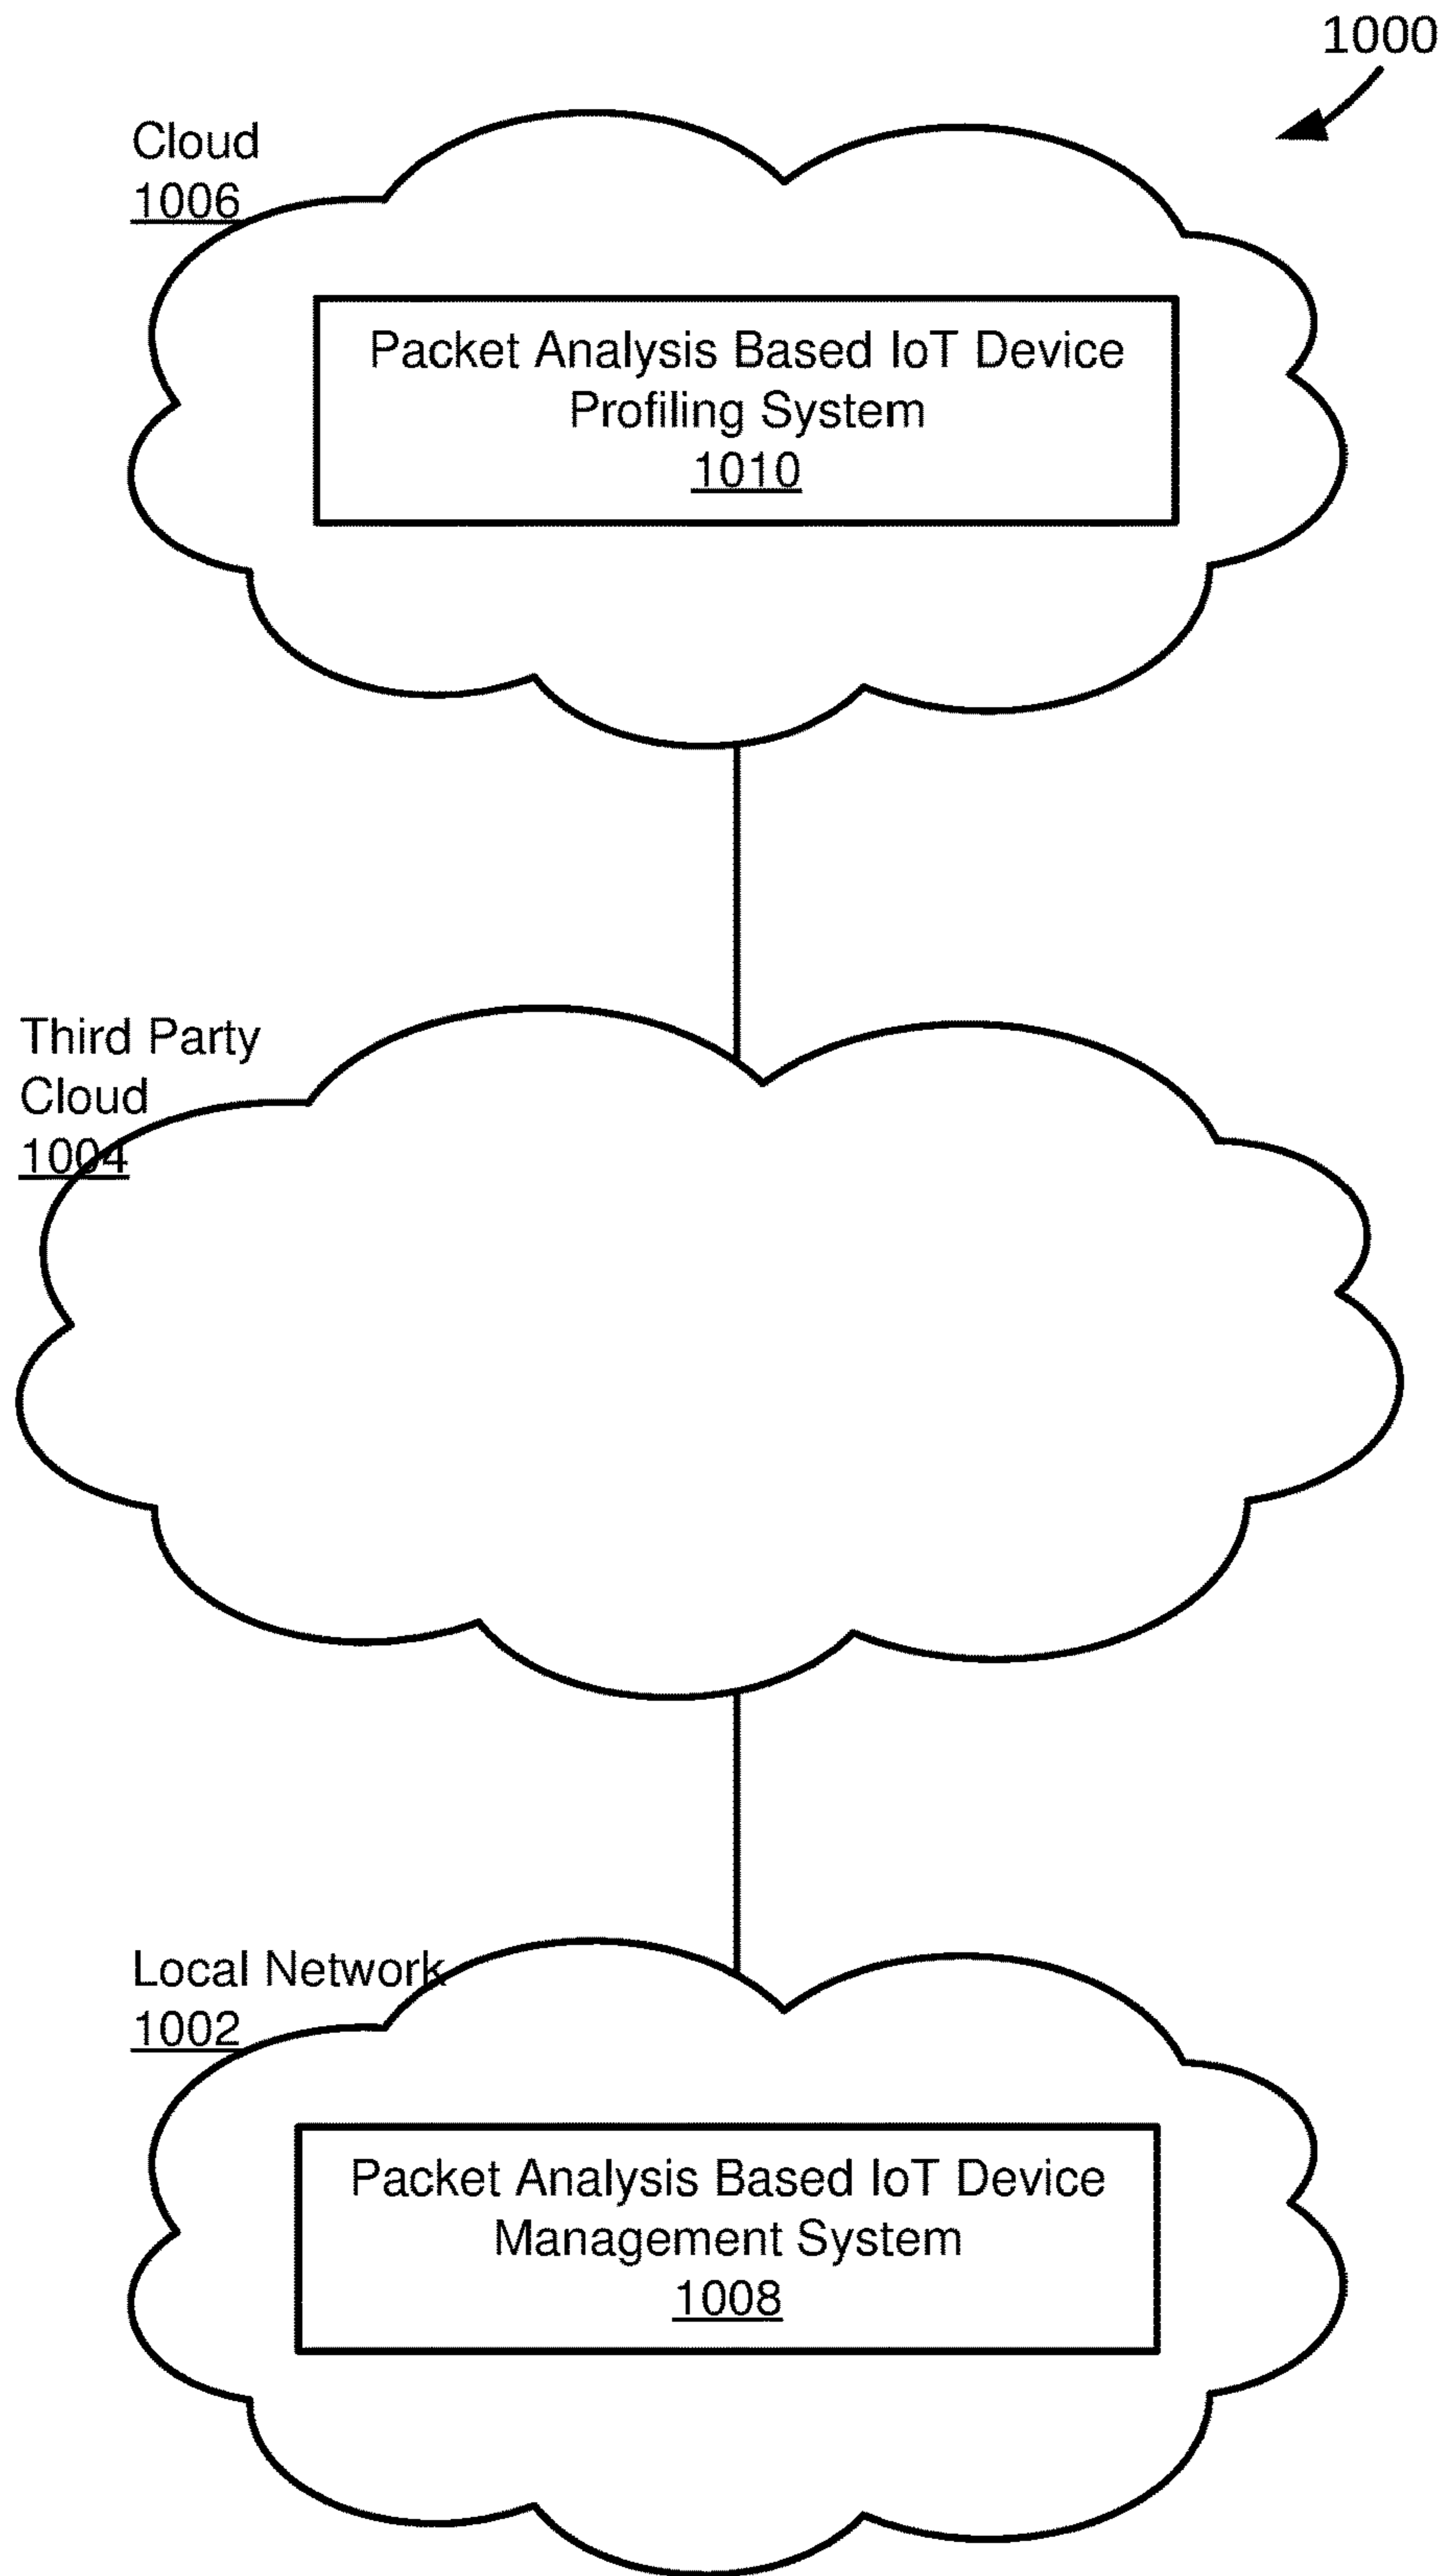 1000
Cloud
1006
Packet Analysis Based IoT Device
Profiling System
1010
Third Party
Cloud
1004
Local Network
1002
Packet Analysis Based IoT Device
Management System
1008